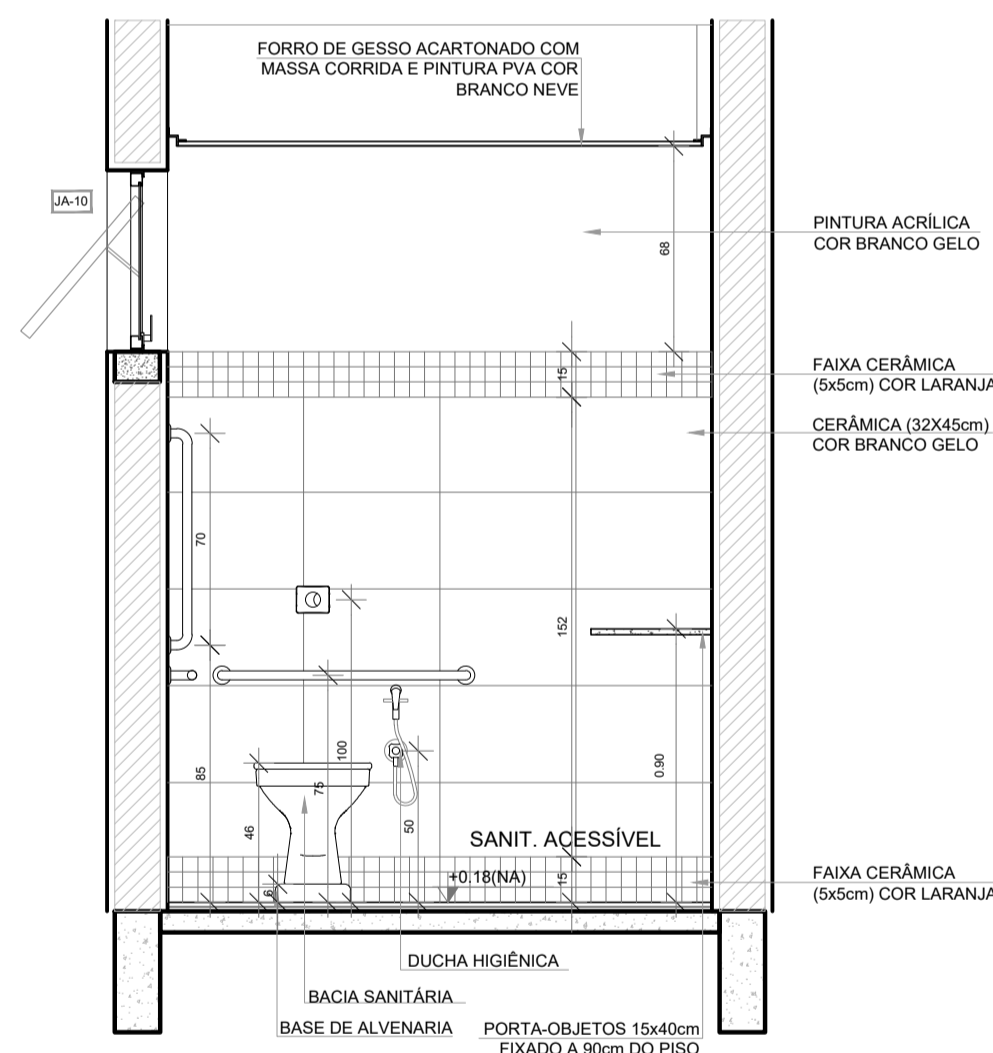 FORRO DE GESSO ACARTONADO COM
MASSA CORRIDA E PINTURA PVA COR
BRANCO NEVE
JA-10
PINTURA ACRÍLICA
COR BRANCO GELO
68
FAIXA CERÂMICA
(5x5cm) COR LARANJA
15
CERÂMICA (32X45cm)
COR BRANCO GELO
70
152
100
85
75
0.90
46
50
SANIT. ACESSÍVEL
+0.18(NA)
15
6
FAIXA CERÂMICA
(5x5cm) COR LARANJA
DUCHA HIGIÊNICA
BACIA SANITÁRIA
BASE DE ALVENARIA
PORTA-OBJETOS 15x40cm
FIXADO A 90cm DO PISO